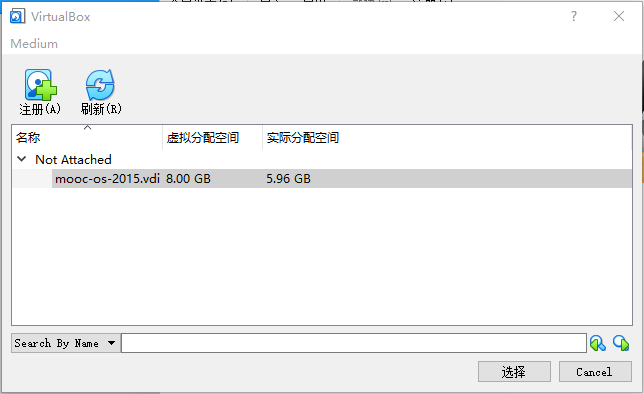 VirtualBox
Medium
注册(A) 刷新(R)
名称 虚拟分配空间 实际分配空间
Not Attached
mooc-os-2015.vdi 8.00 GB 5.96 GB
Search By Name
选择 Cancel